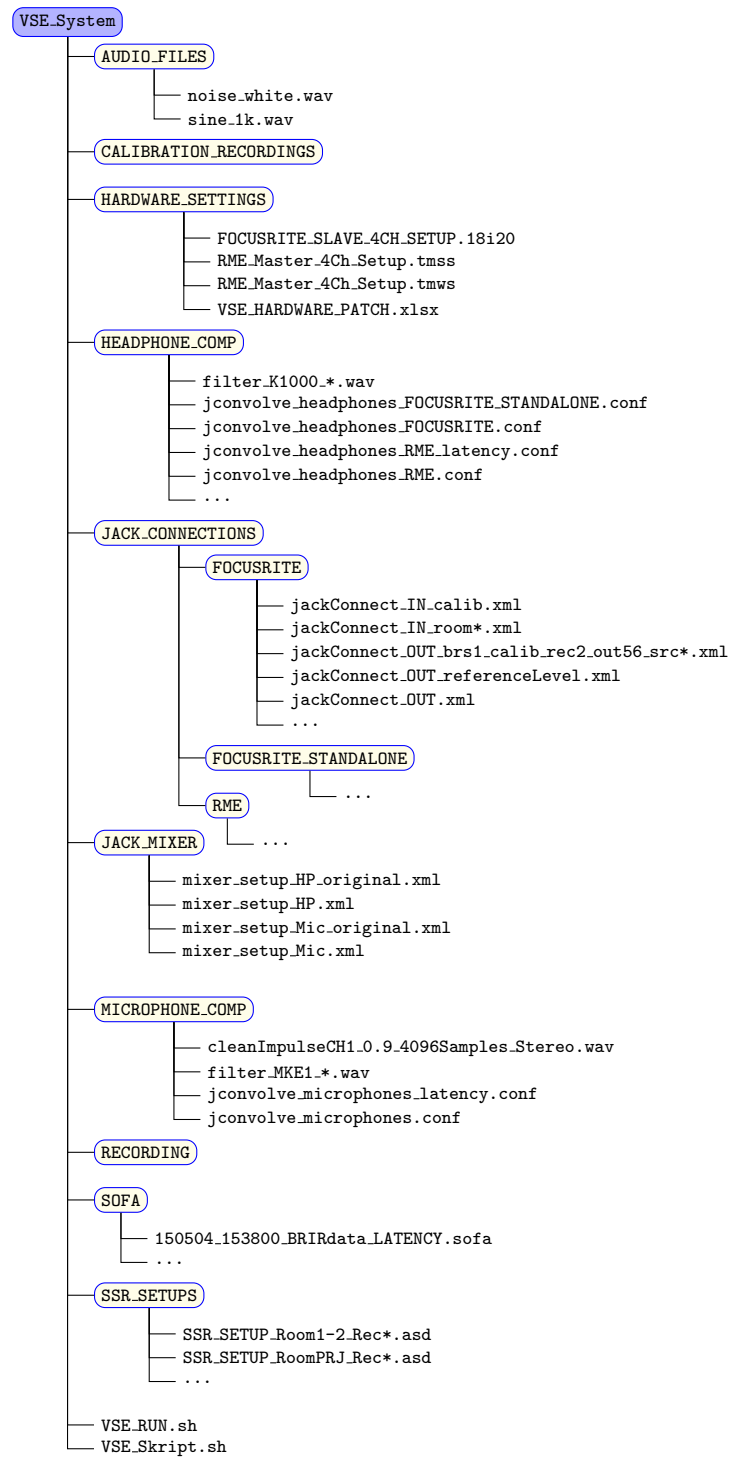 VSE_System
AUDIO_FILES
noise_white.wav
sine_1k.wav
CALIBRATION_RECORDINGS
HARDWARE_SETTINGS
FOCUSRITE_SLAVE_4CH_SETUP.18i20
RME_Master_4Ch_Setup.tmss
RME_Master_4Ch_Setup.tmws
VSE_HARDWARE_PATCH.xlsx
HEADPHONE_COMP
filter_K1000_*.wav
jconvolve_headphones_FOCUSRITE_STANDALONE.conf
jconvolve_headphones_FOCUSRITE.conf
jconvolve_headphones_RME_latency.conf
jconvolve_headphones_RME.conf
...
JACK_CONNECTIONS
FOCUSRITE
jackConnect_IN_calib.xml
jackConnect_IN_room*.xml
jackConnect_OUT_brs1_calib_rec2_out56_src*.xml
jackConnect_OUT_referenceLevel.xml
jackConnect_OUT.xml
...
FOCUSRITE_STANDALONE
...
RME
...
JACK_MIXER
mixer_setup_HP_original.xml
mixer_setup_HP.xml
mixer_setup_Mic_original.xml
mixer_setup_Mic.xml
MICROPHONE_COMP
cleanImpulseCH1_0.9_4096Samples_Stereo.wav
filter_MKE1_*.wav
jconvolve_microphones_latency.conf
jconvolve_microphones.conf
RECORDING
SOFA
150504_153800_BRIRdata_LATENCY.sofa
...
SSR_SETUPS
SSR_SETUP_Room1-2_Rec*.asd
SSR_SETUP_RoomPRJ_Rec*.asd
...
VSE_RUN.sh
VSE_Skript.sh